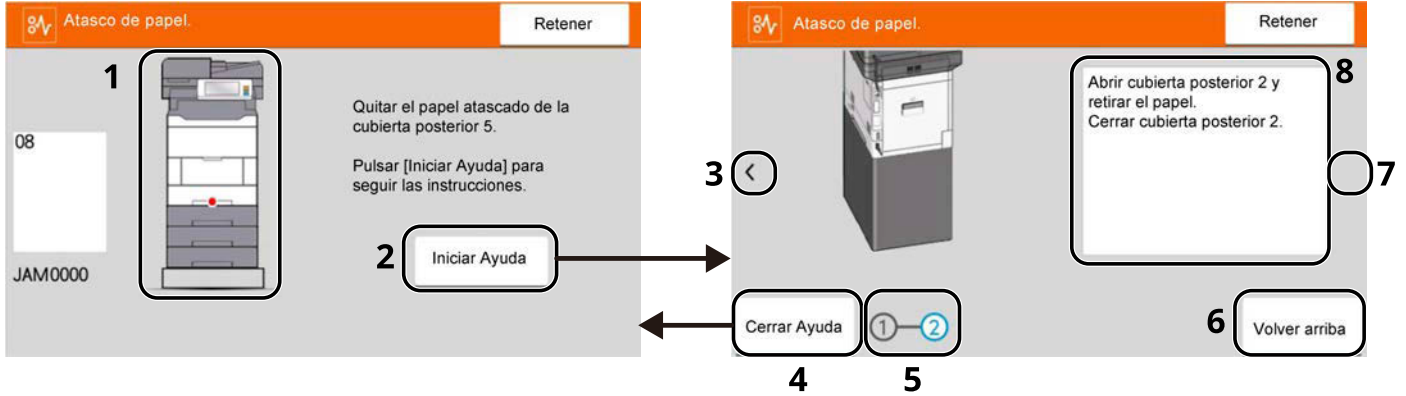 Atasco de papel.
Retener
1
08
JAM0000
Quitar el papel atascado de la
cubierta posterior 5.
Pulsar [Iniciar Ayuda] para
seguir las instrucciones.
2
Iniciar Ayuda
Atasco de papel.
Retener
3
8
Abrir cubierta posterior 2 y
retirar el papel.
Cerrar cubierta posterior 2.
7
Cerrar Ayuda
1
2
6
Volver arriba
4
5